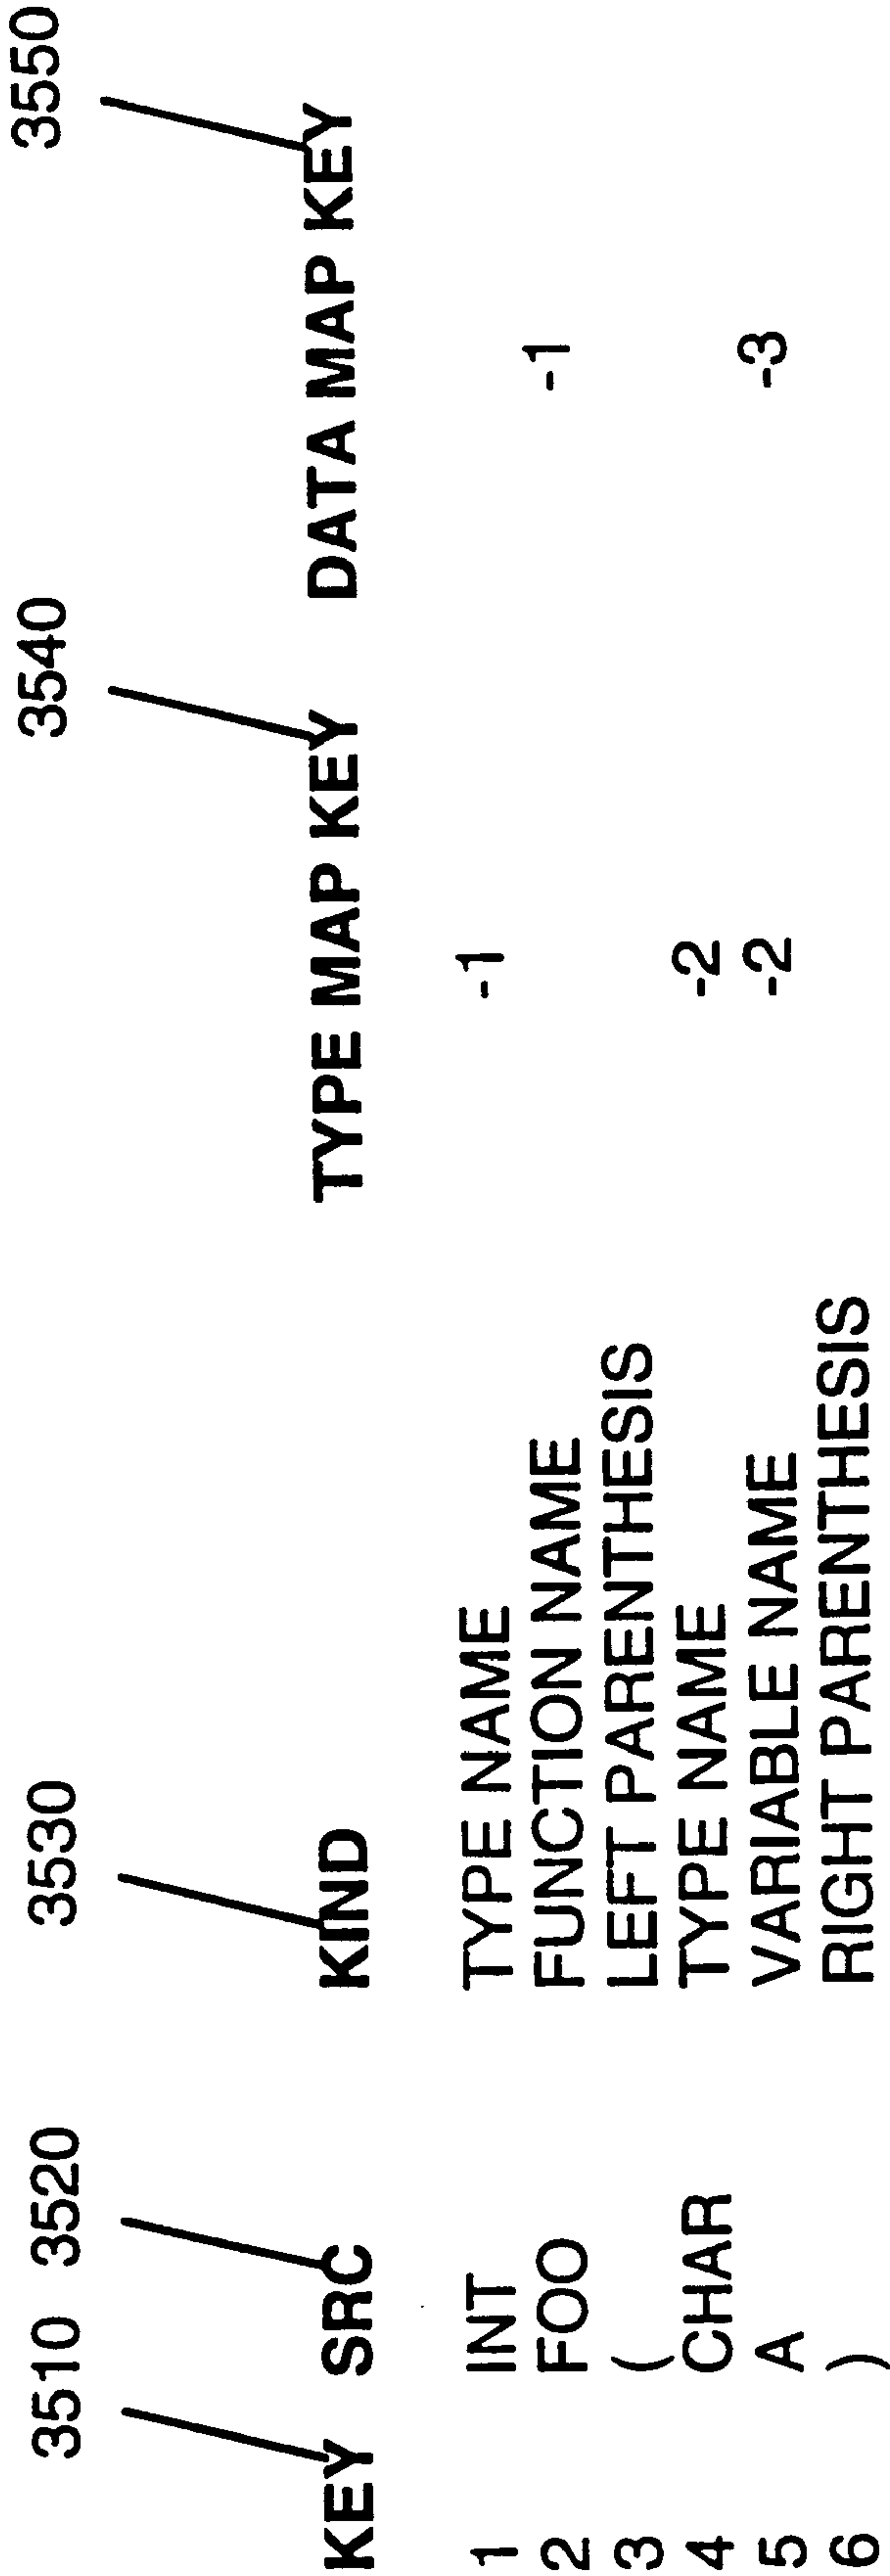 3510 3520 3530 3540 3550
KEY SRC KIND TYPE MAP KEY DATA MAP KEY
1 INT TYPE NAME -1
2 FOO FUNCTION NAME -1
3 ( LEFT PARENTHESIS
4 CHAR TYPE NAME -2
5 A VARIABLE NAME -2 -3
6 ) RIGHT PARENTHESIS